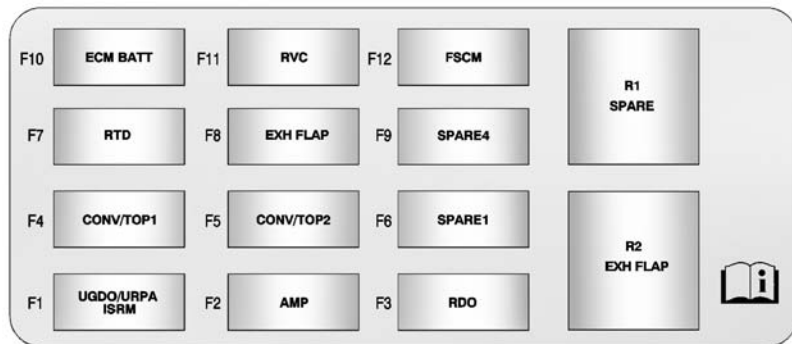 F10 ECM BATT F11 RVC F12 FSCM
R1
SPARE
F7 RTD F8 EXH FLAP F9 SPARE4
F4 CONV/TOP1 F5 CONV/TOP2 F6 SPARE1
R2
EXH FLAP
F1 UGDO/URPA
ISRM
F2 AMP F3 RDO
i